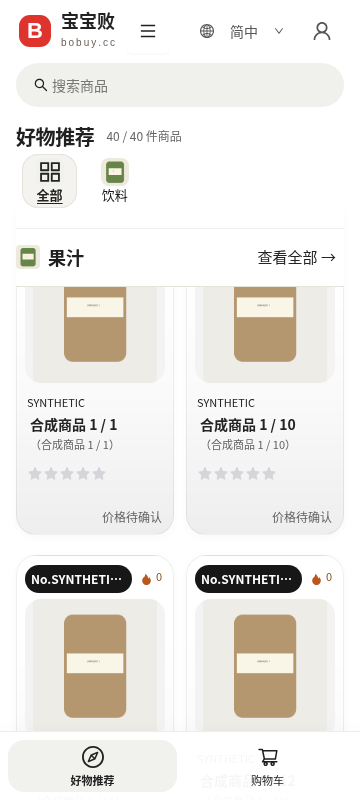 B 宝宝败
bobuy.cc
简中
搜索商品
好物推荐 40 / 40 件商品
全部 饮料
果汁 查看全部 →
SYNTHETIC SYNTHETIC
合成商品 1 / 1 合成商品 1 / 10
（合成商品 1 / 1） （合成商品 1 / 10）
价格待确认 价格待确认
No.SYNTHETI··· 0 No.SYNTHETI··· 0
好物推荐 购物车